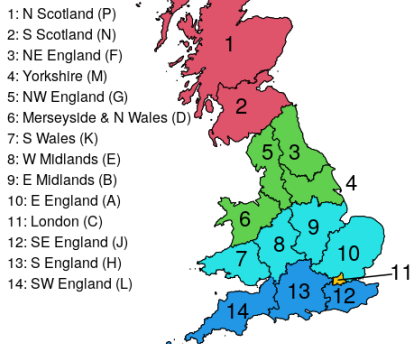 1: N Scotland (P)
2: S Scotland (N)
3: NE England (F)
4: Yorkshire (M)
5: NW England (G)
6: Merseyside & N Wales (D)
7: S Wales (K)
8: W Midlands (E)
9: E Midlands (B)
10: E England (A)
11: London (C)
12: SE England (J)
13: S England (H)
14: SW England (L)
1
2
5
3
4
6
9
8
10
7
11
13
12
14